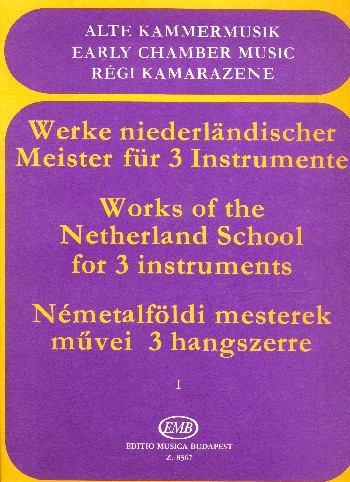 ALTE KAMMERMUSIK
EARLY CHAMBER MUSIC
RÉGI KAMARAZENE
Werke niederländischer
Meister für 3 Instrumente
Works of the
Netherland School
for 3 instruments
Németalföldi mesterek
művei 3 hangszerre
I
EMB
EDITIO MUSICA BUDAPEST
Z. 8367